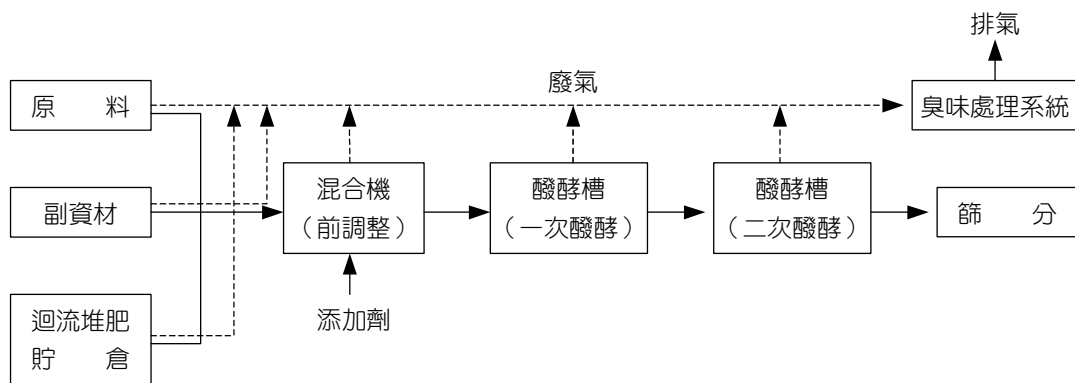 排氣
廢氣
原　　料
臭味處理系統
副資材
混合機
（前調整）
醱酵槽
（一次醱酵）
醱酵槽
（二次醱酵）
篩　　分
迴流堆肥
貯　　倉
添加劑